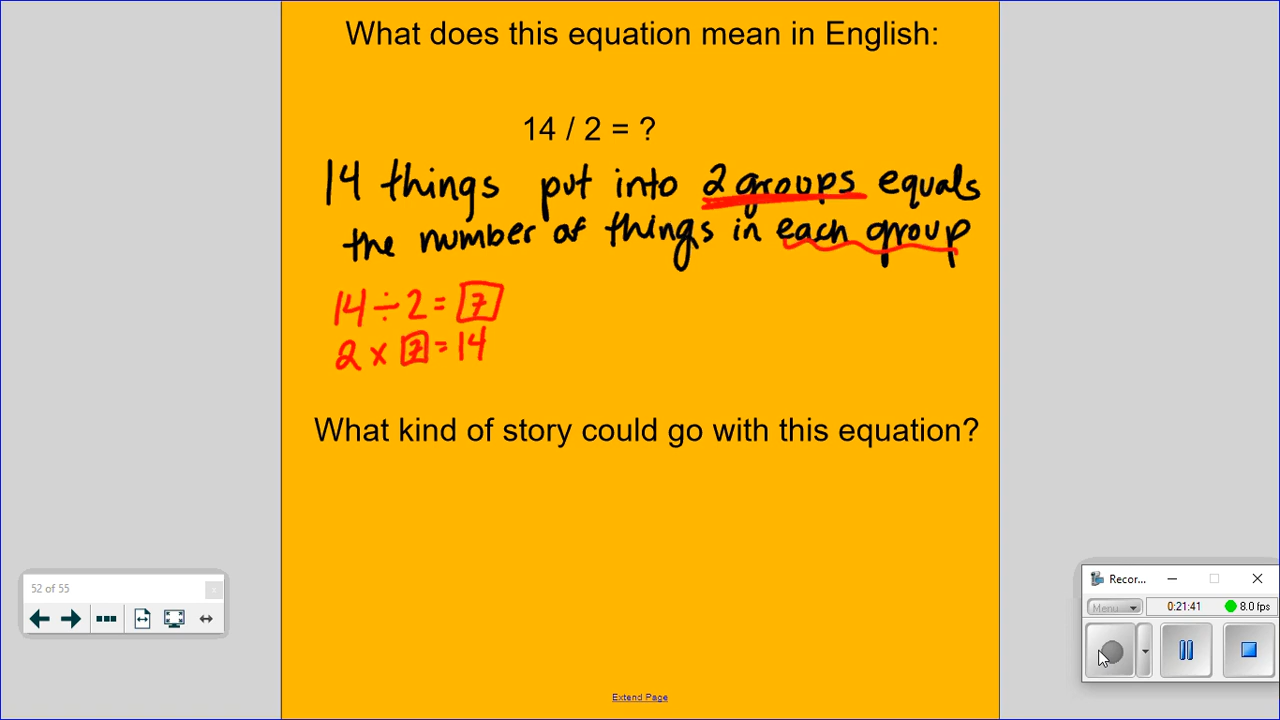 What does this equation mean in English:
14 / 2 = ?
14 things put into 2 groups equals
the number of things in each group
14 ÷ 2 = 7
2 x 7 = 14
What kind of story could go with this equation?
52 of 55
x
Recor...
Menu
0:21:41
8.0 fps
Extend Page